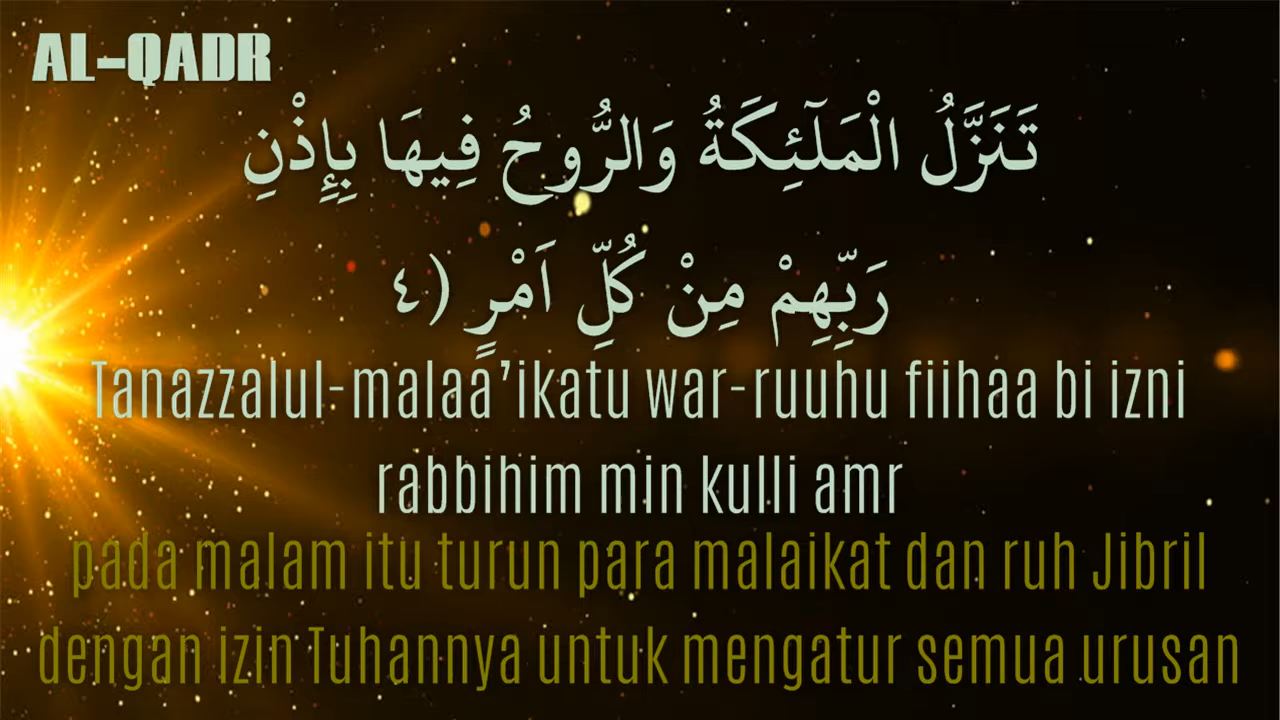 AL-QADR
تَنَزَّلُ الْمَلَٓئِكَةُ وَالرُّوحُ فِيهَا بِإِذْنِ
رَبِّهِمْ مِنْ كُلِّ اَمْرٍ (٤
Tanazzalul-malaa’ikatu war-ruuhu fiihaa bi izni
rabbihim min kulli amr
pada malam itu turun para malaikat dan ruh Jibril
dengan izin Tuhannya untuk mengatur semua urusan